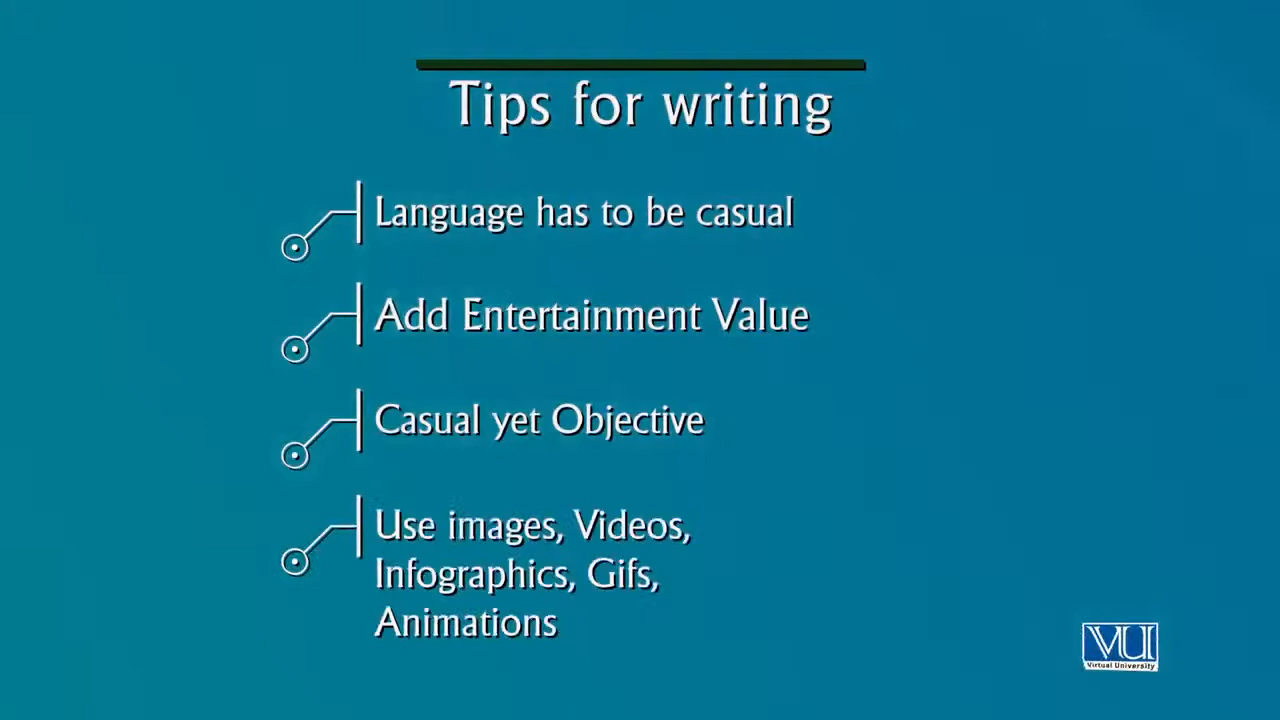 Tips for writing
Language has to be casual
Add Entertainment Value
Casual yet Objective
Use images, Videos,
Infographics, Gifs,
Animations
VU
Virtual University